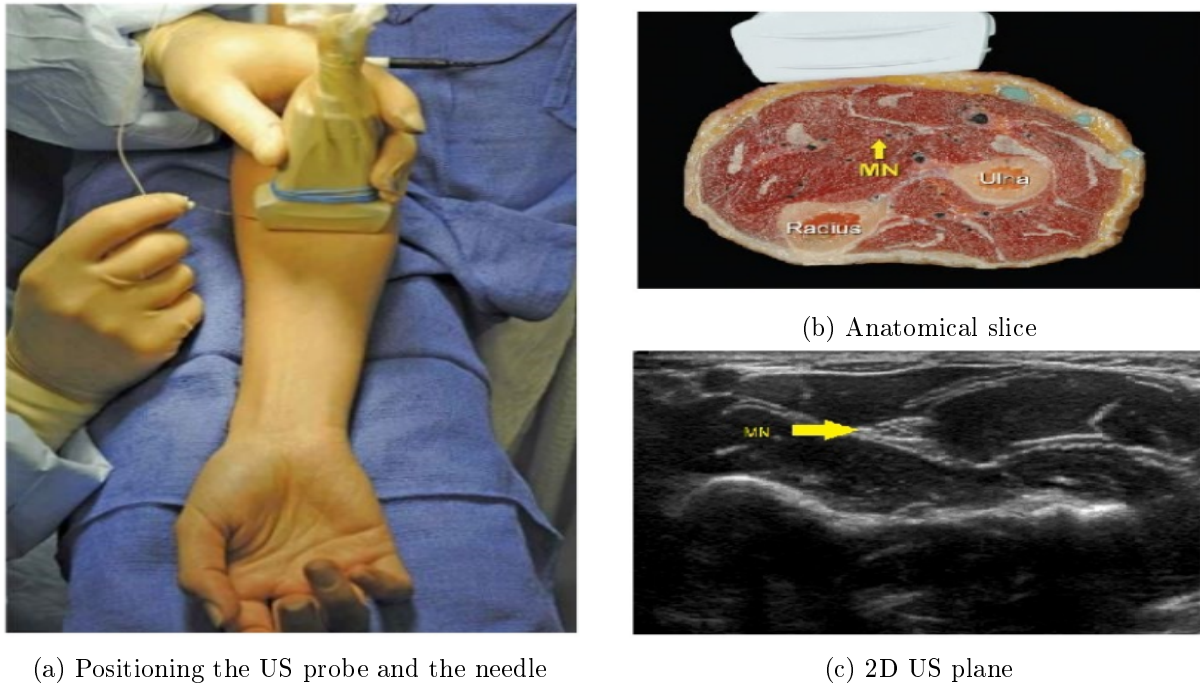 MN
Ulna
Radius
(b) Anatomical slice
MN
(a) Positioning the US probe and the needle
(c) 2D US plane